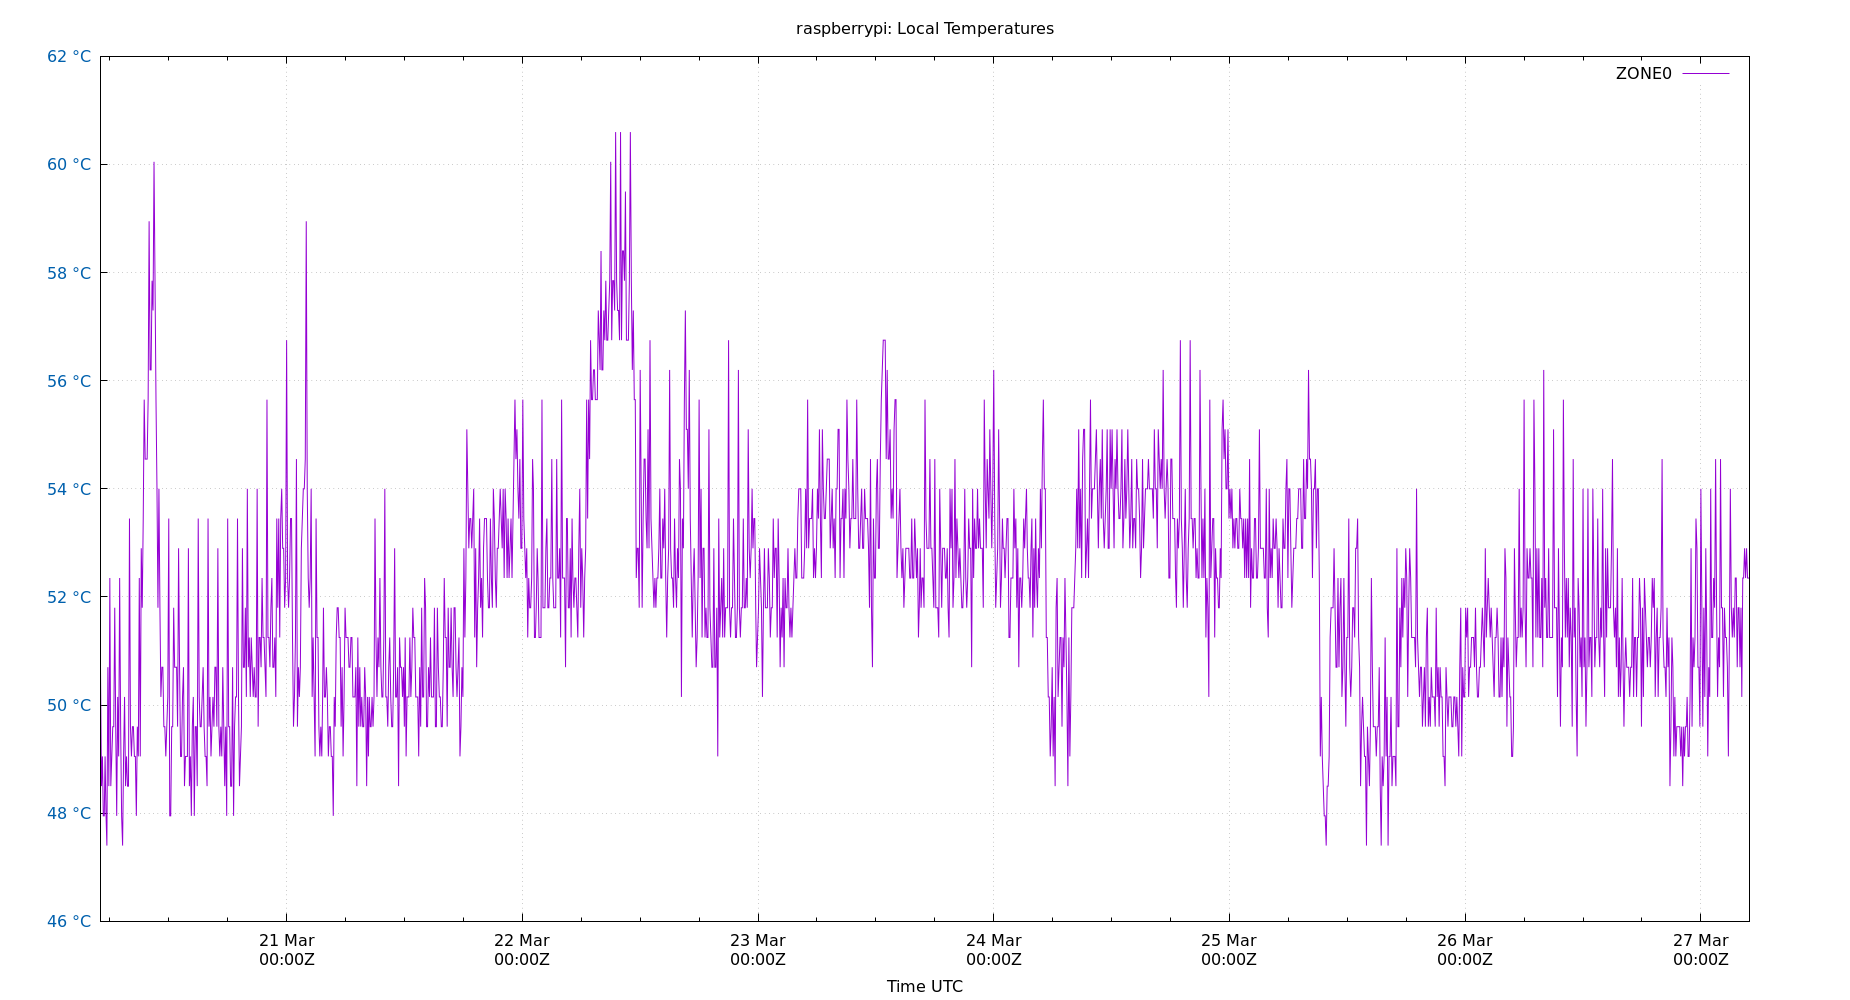 raspberrypi: Local Temperatures
62 °C
ZONE0
60 °C
58 °C
56 °C
54 °C
52 °C
50 °C
48 °C
46 °C
21 Mar
00:00Z
22 Mar
00:00Z
23 Mar
00:00Z
24 Mar
00:00Z
25 Mar
00:00Z
26 Mar
00:00Z
27 Mar
00:00Z
Time UTC